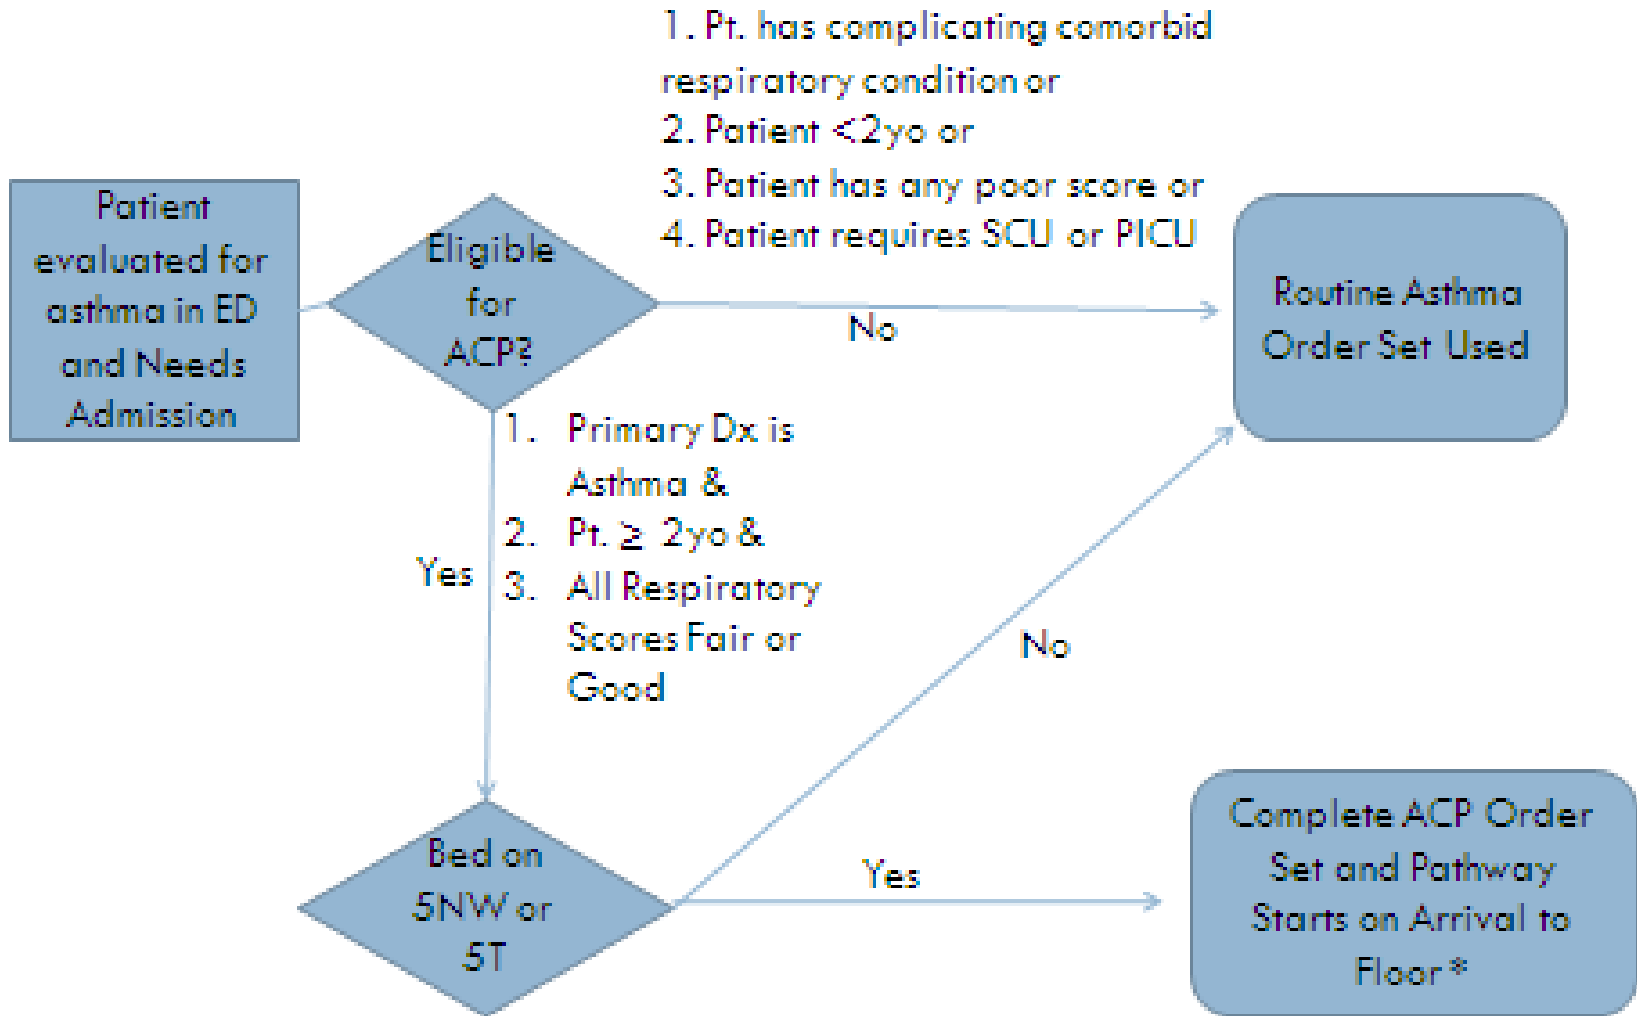 1. Pt. has complicating comorbid
respiratory condition or
2. Patient <2yo or
3. Patient has any poor score or
4. Patient requires SCU or PICU
Patient
evaluated for
asthma in ED
and Needs
Admission
Eligible
for
ACP?
No
Routine Asthma
Order Set Used
Yes
1. Primary Dx is
Asthma &
2. Pt. ≥ 2yo &
3. All Respiratory
Scores Fair or
Good
No
Bed on
5NW or
5T
Yes
Complete ACP Order
Set and Pathway
Starts on Arrival to
Floor *